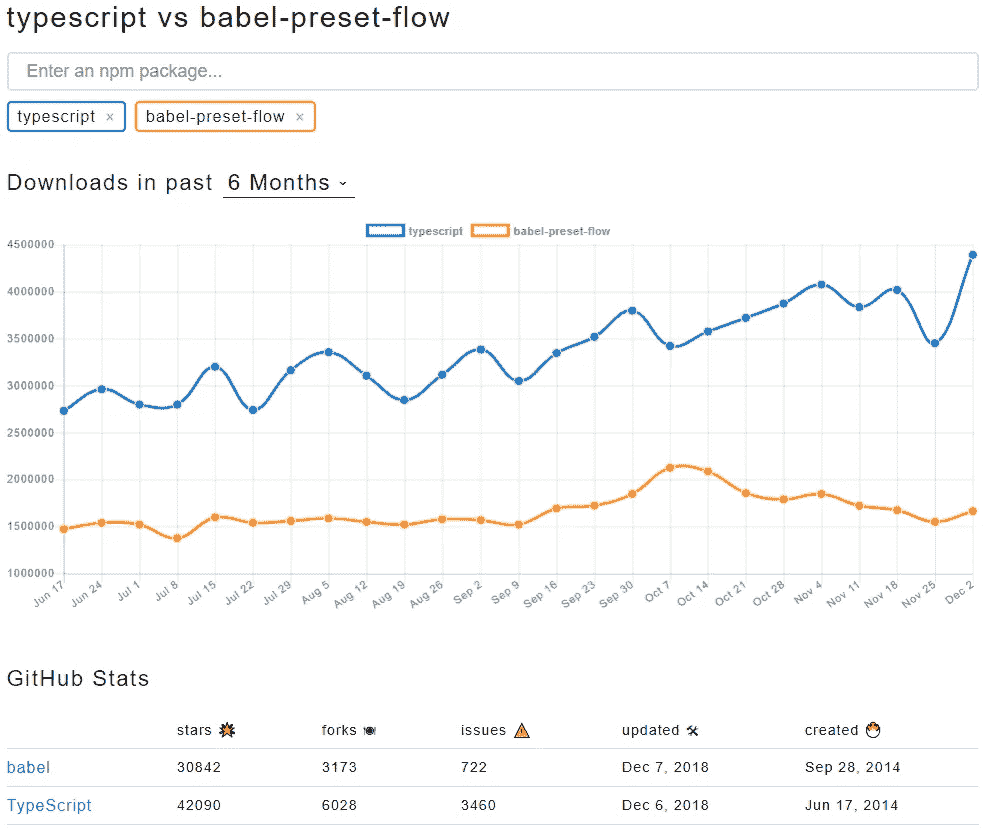 typescript vs babel-preset-flow
Enter an npm package...
typescript × babel-preset-flow ×
Downloads in past 6 Months
typescript babel-preset-flow
4500000
4000000
3500000
3000000
2500000
2000000
1500000
1000000
Jun 17 Jun 24 Jul 1 Jul 8 Jul 15 Jul 22 Jul 29 Aug 5 Aug 12 Aug 19 Aug 26 Sep 2 Sep 9 Sep 16 Sep 23 Sep 30 Oct 7 Oct 14 Oct 21 Oct 28 Nov 4 Nov 11 Nov 18 Nov 25 Dec 2
GitHub Stats
stars forks issues updated created
babel 30842 3173 722 Dec 7, 2018 Sep 28, 2014
TypeScript 42090 6028 3460 Dec 6, 2018 Jun 17, 2014